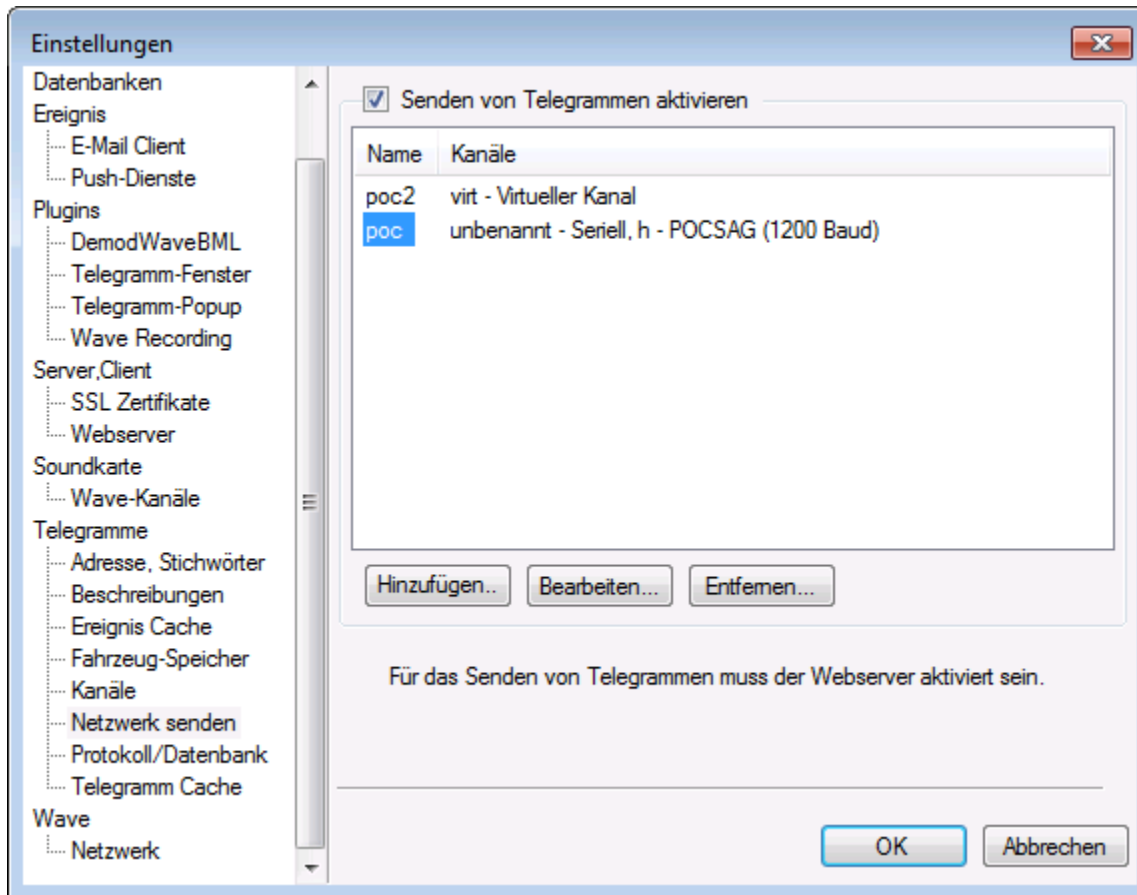 Einstellungen
Datenbanken
Ereignis
E-Mail Client
Push-Dienste
Plugins
DemodWaveBML
Telegramm-Fenster
Telegramm-Popup
Wave Recording
Server,Client
SSL Zertifikate
Webserver
Soundkarte
Wave-Kanäle
Telegramme
Adresse, Stichwörter
Beschreibungen
Ereignis Cache
Fahrzeug-Speicher
Kanäle
Netzwerk senden
Protokoll/Datenbank
Telegramm Cache
Wave
Netzwerk
Senden von Telegrammen aktivieren
Name Kanäle
poc2 virt - Virtueller Kanal
poc unbenannt - Seriell, h - POCSAG (1200 Baud)
Hinzufügen.. Bearbeiten... Entfernen...
Für das Senden von Telegrammen muss der Webserver aktiviert sein.
OK Abbrechen